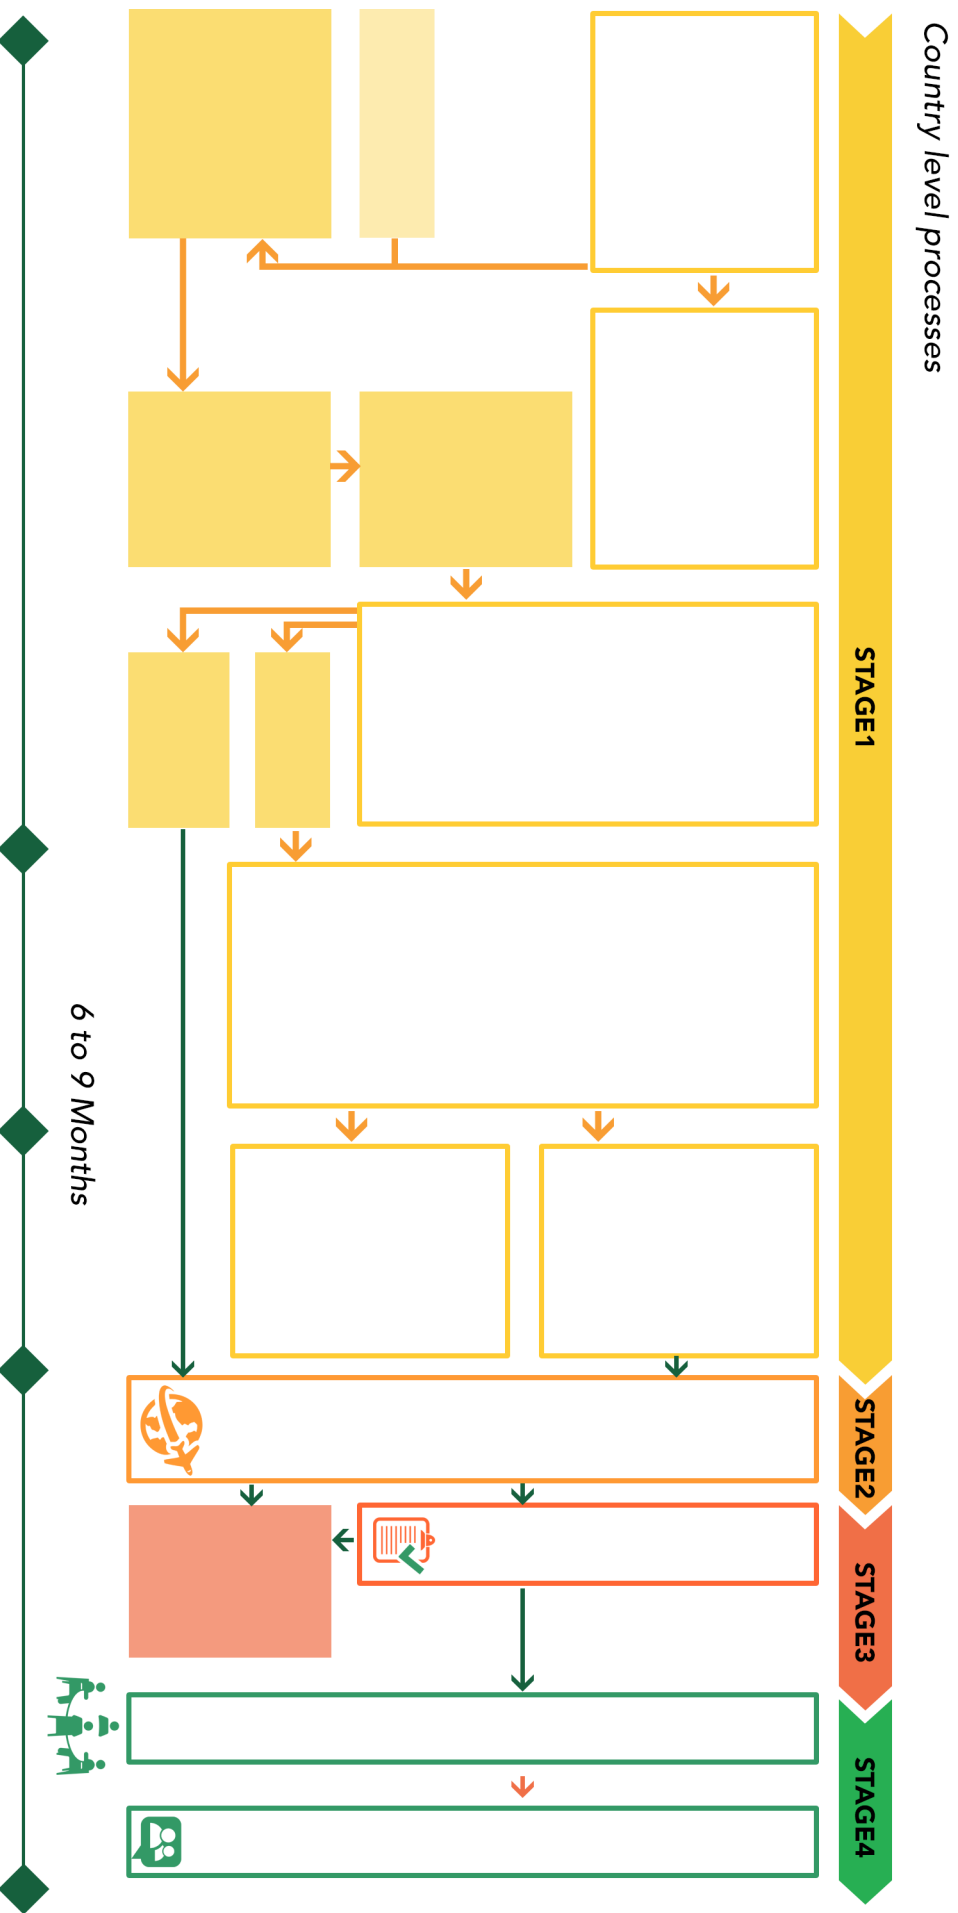 Country level processes
STAGE1
STAGE2
STAGE3
STAGE4
6 to 9 Months